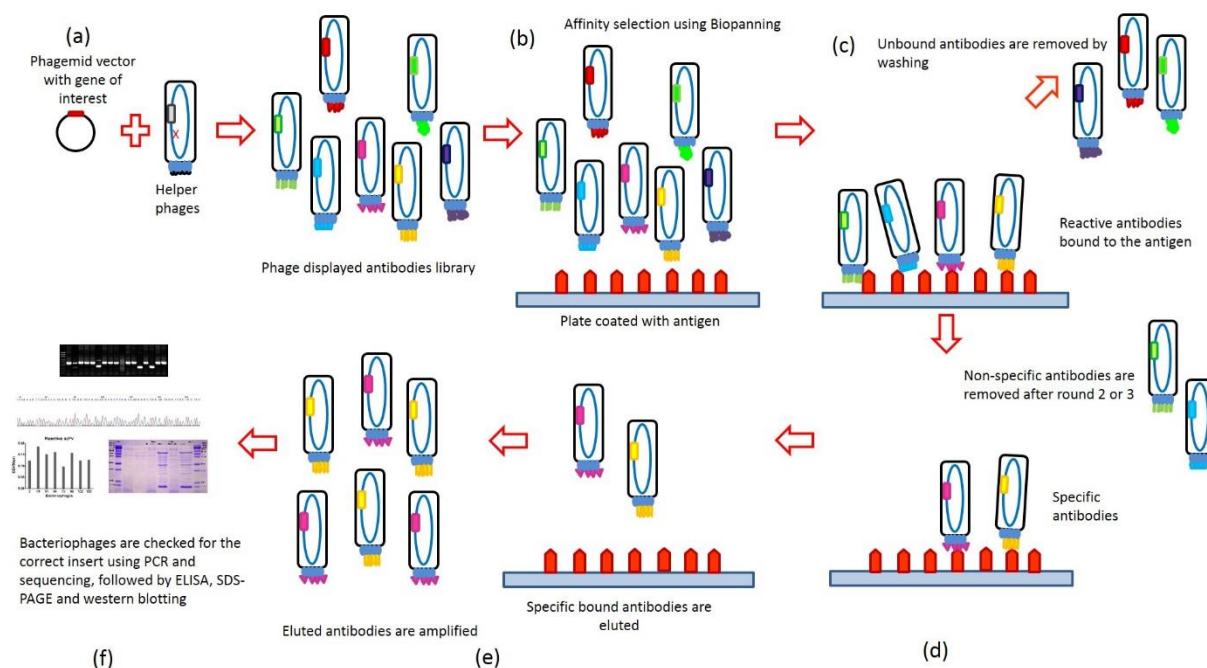 (a)
Phagemid vector
with gene of
interest
X
Helper
phages
Phage displayed antibodies library
(b)
Affinity selection using Biopanning
Plate coated with antigen
(c)
Unbound antibodies are removed by
washing
Reactive antibodies
bound to the antigen
Non-specific antibodies are
removed after round 2 or 3
Specific
antibodies
(d)
Specific bound antibodies are
eluted
(e)
Eluted antibodies are amplified
Bacteriophages are checked for the
correct insert using PCR and
sequencing, followed by ELISA, SDS-
PAGE and western blotting
(f)